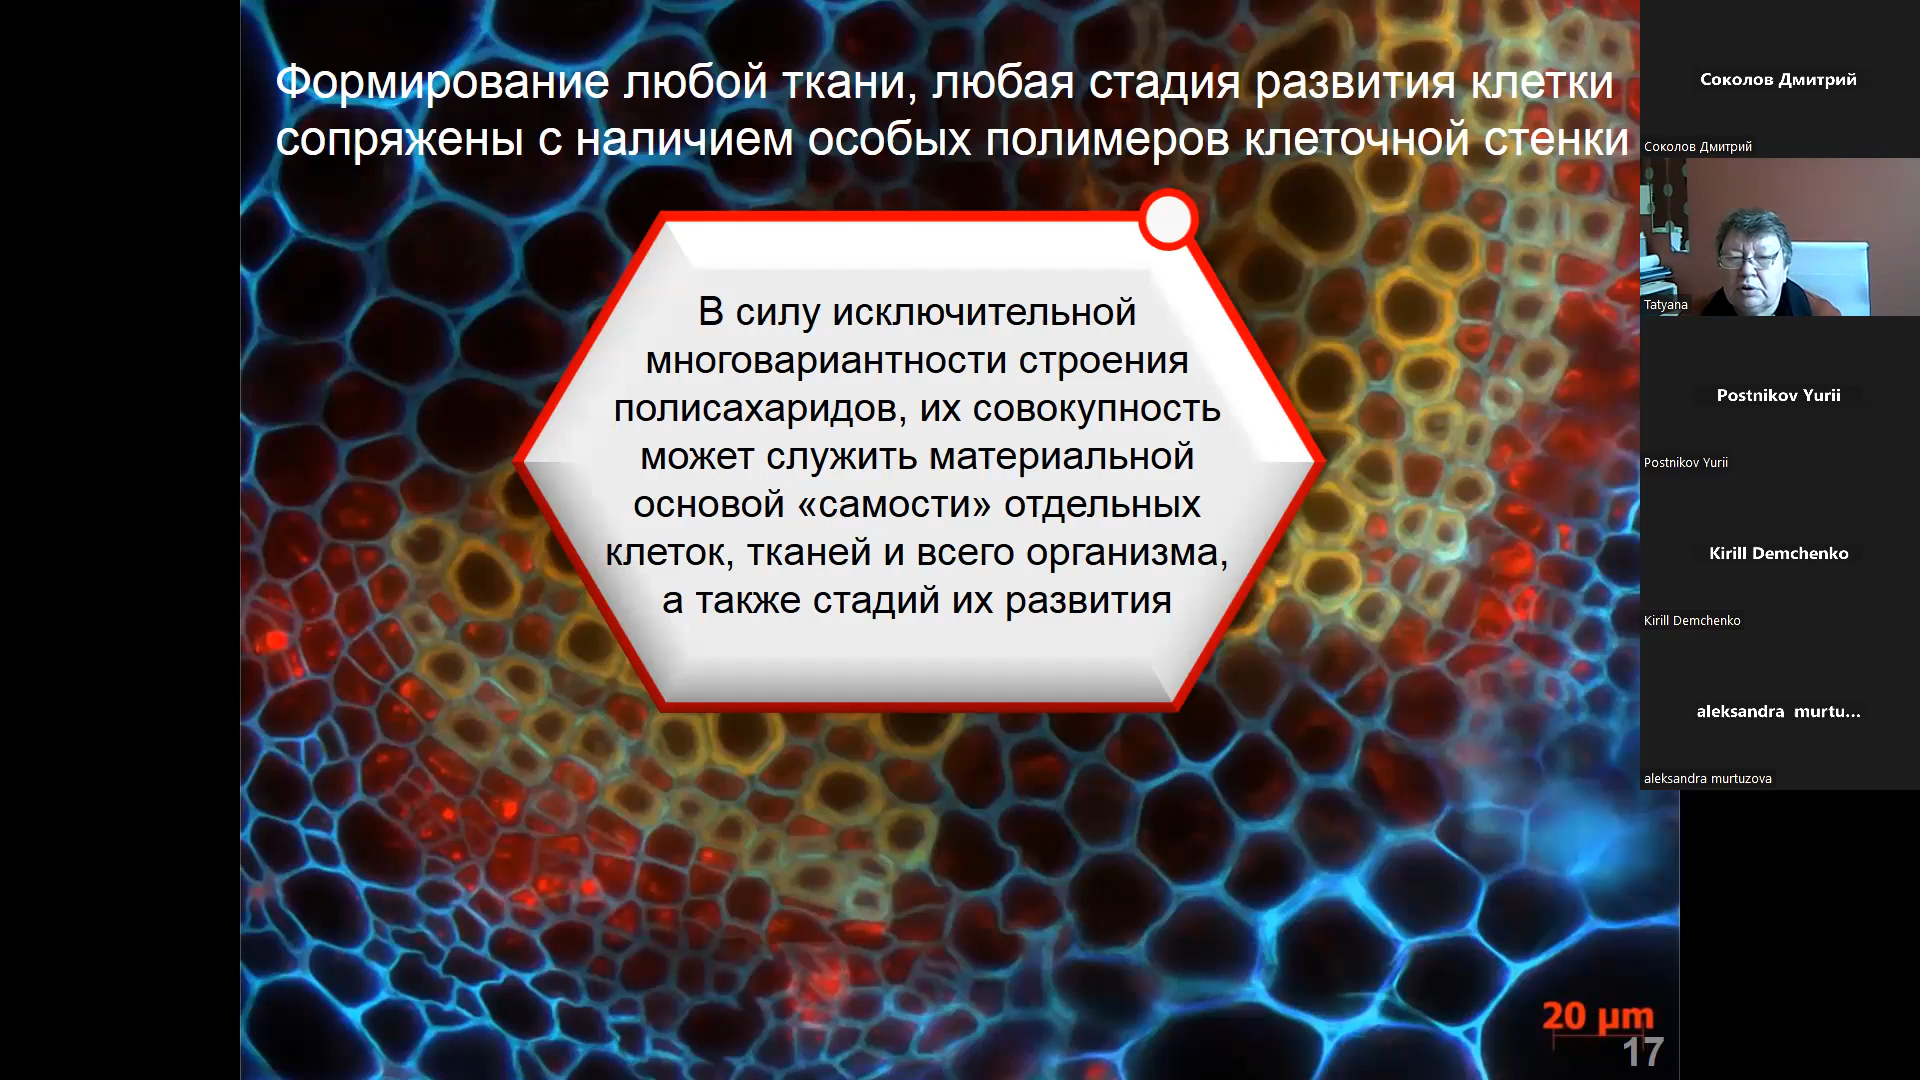 Формирование любой ткани, любая стадия развития клетки
сопряжены с наличием особых полимеров клеточной стенки
В силу исключительной
многовариантности строения
полисахаридов, их совокупность
может служить материальной
основой «самости» отдельных
клеток, тканей и всего организма,
а также стадий их развития
20 µm
17
Соколов Дмитрий
Соколов Дмитрий
Tatyana
Postnikov Yurii
Postnikov Yurii
Kirill Demchenko
Kirill Demchenko
aleksandra murtu...
aleksandra murtuzova